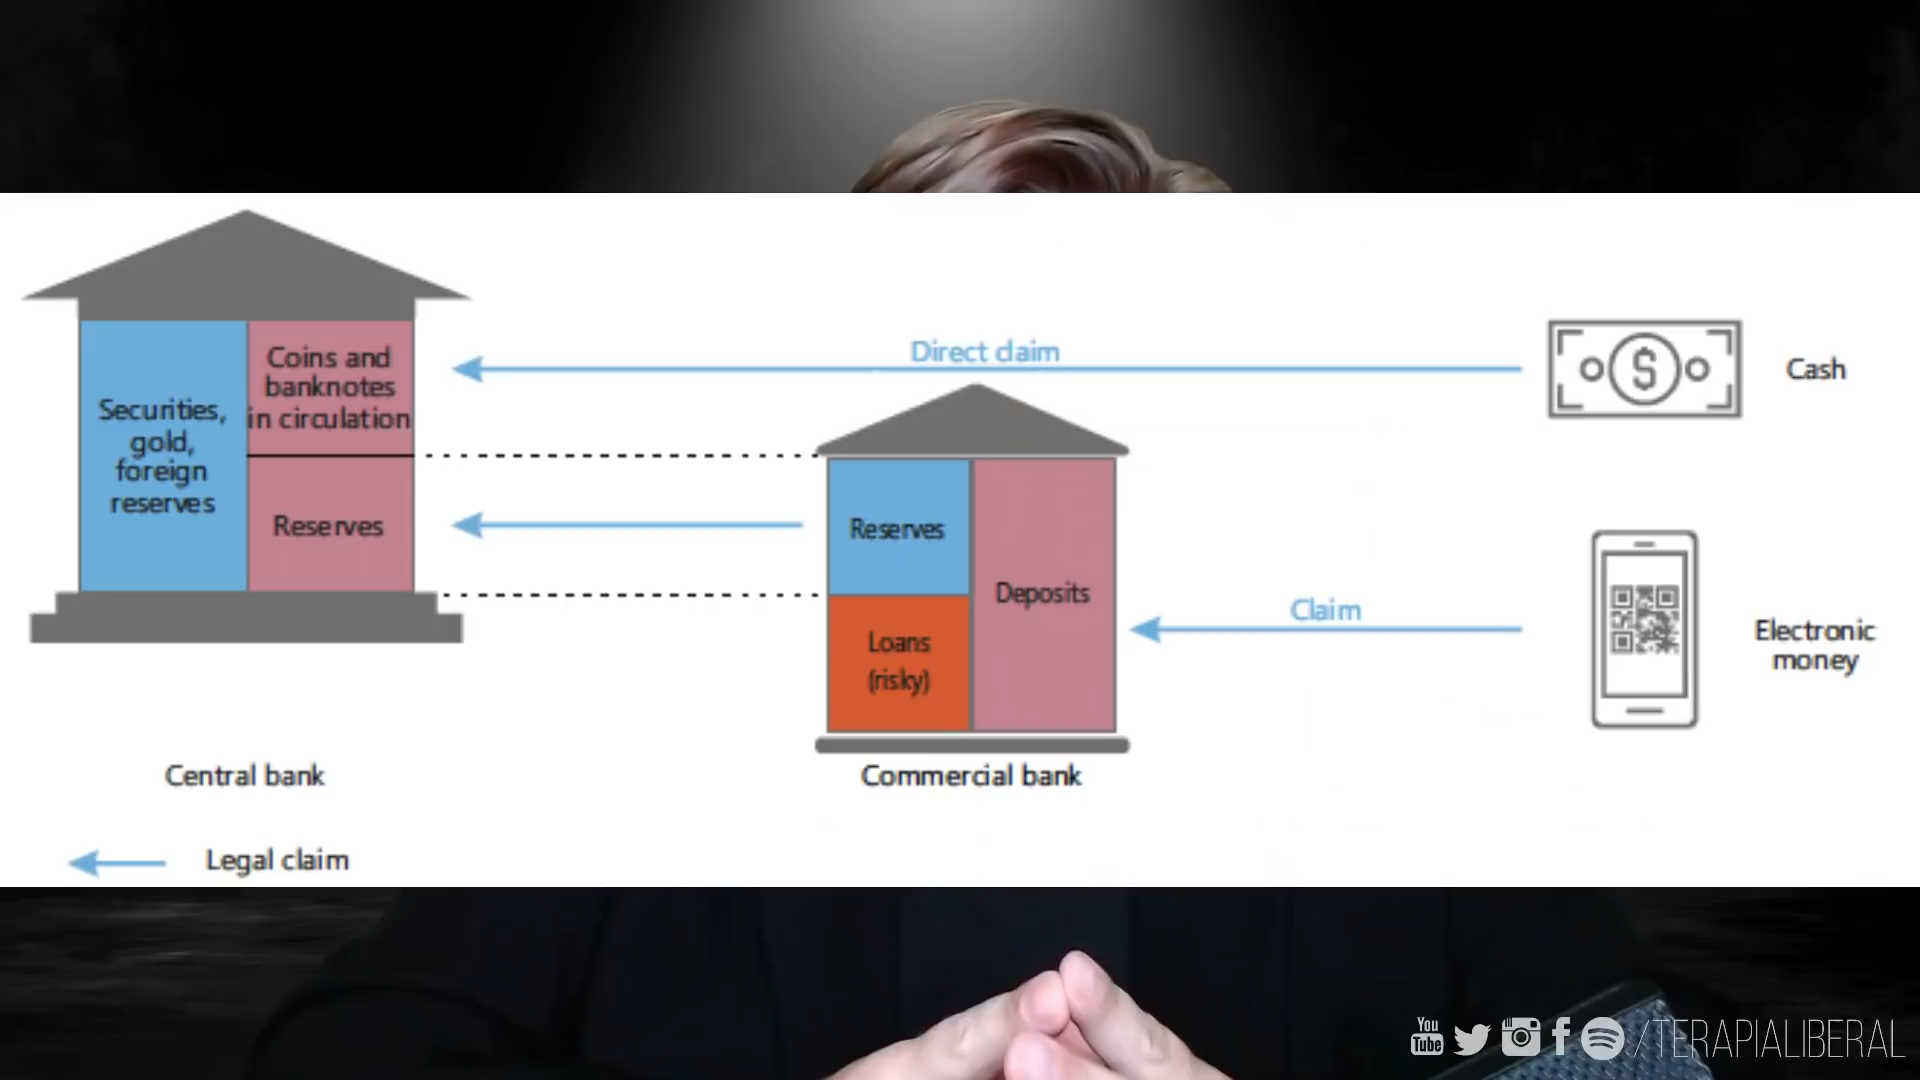 Securities,
gold,
foreign
reserves
Coins and
banknotes
in circulation
Reserves
Central bank
Direct claim
Reserves
Loans
(risky)
Deposits
Commercial bank
Claim
$
Cash
Electronic
money
Legal claim
You
Tube
/TERAPIALIBERAL